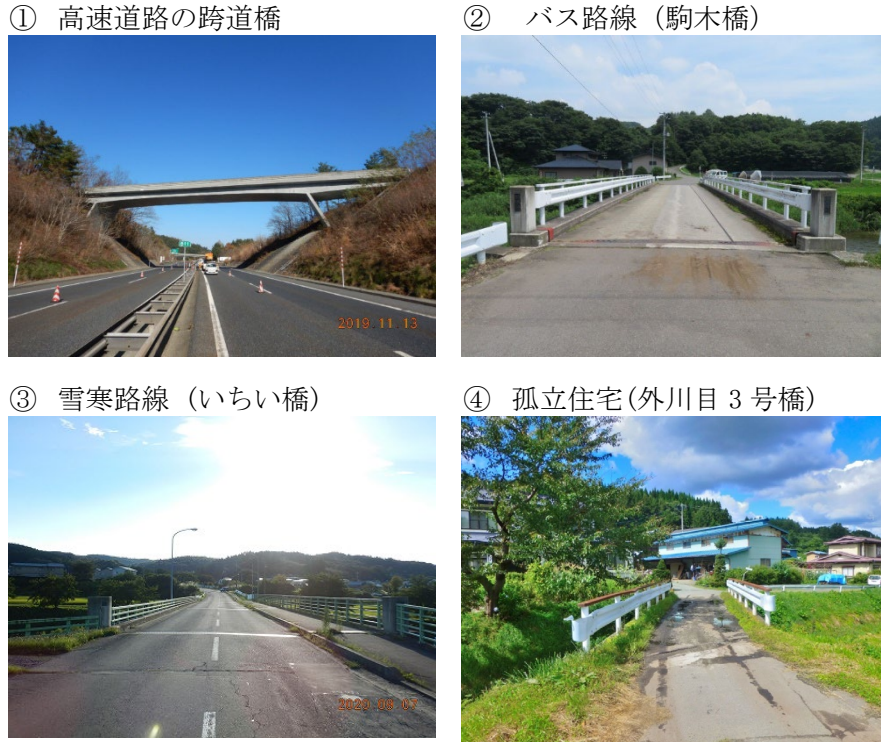 ① 高速道路の跨道橋
② バス路線（駒木橋）
2019 11 13
③ 雪寒路線（いちい橋）
④ 孤立住宅(外川目 3 号橋)
2020 09 07